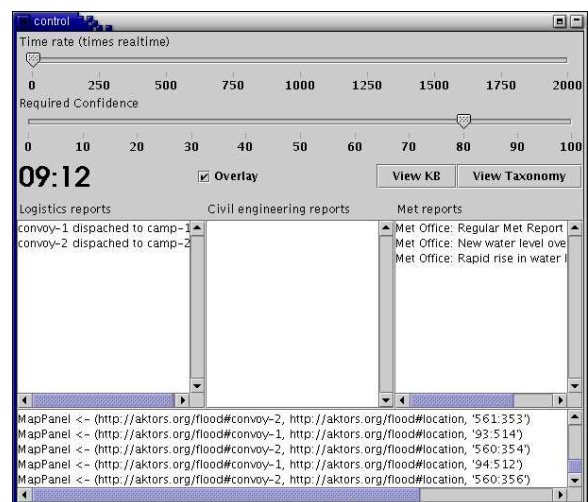 control
Time rate (times realtime)
0 250 500 750 1000 1250 1500 1750 2000
Required Confidence
0 10 20 30 40 50 60 70 80 90 100
09:12 Overlay View KB View Taxonomy
Logistics reports Civil engineering reports Met reports
convoy-1 dispached to camp-1 Met Office: Regular Met Report
convoy-2 dispached to camp-2 Met Office: New water level ove
Met Office: Rapid rise in water l
MapPanel <- (http://aktors.org/flood#convoy-2, http://aktors.org/flood#location, '561:353')
MapPanel <- (http://aktors.org/flood#convoy-1, http://aktors.org/flood#location, '93:514')
MapPanel <- (http://aktors.org/flood#convoy-2, http://aktors.org/flood#location, '560:354')
MapPanel <- (http://aktors.org/flood#convoy-1, http://aktors.org/flood#location, '94:512')
MapPanel <- (http://aktors.org/flood#convoy-2, http://aktors.org/flood#location, '560:356')